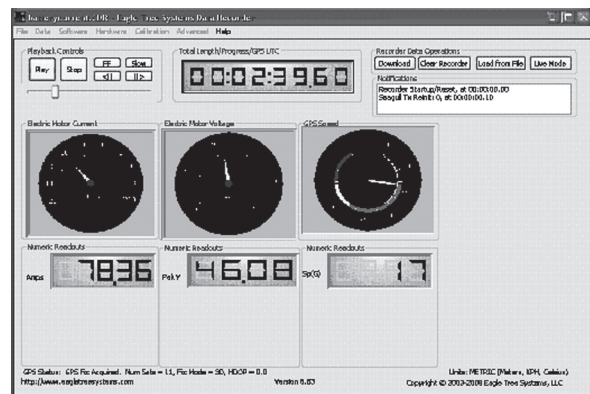 Eagle Tree Systems Data Recorder
File Data Software Hardware Calibration Advanced Help
Playback Controls
Play Stop FF Slow
<|| ||>
Total Length/Progress/GPS UTC
00:02:39.60
Recorder Data Operations
Download Clear Recorder Load from File Live Mode
Notifications
Recorder Startup/Reset, at 00:00:00.00
Electric Motor Current
Electric Motor Voltage
GPS Speed
Numeric Readouts
Numeric Readouts
Numeric Readouts
Amps 78.36
PakV 46.08
Sp(G) 17
GPS Status: GPS Fix Acquired. Num Sats = 11, Fix Mode = 3D, HDOP = 0.8
Units: METRIC (Meters, KPH, Celsius)
http://www.eagletreesystems.com
Version 6.63
Copyright © 2003-2008 Eagle Tree Systems, LLC